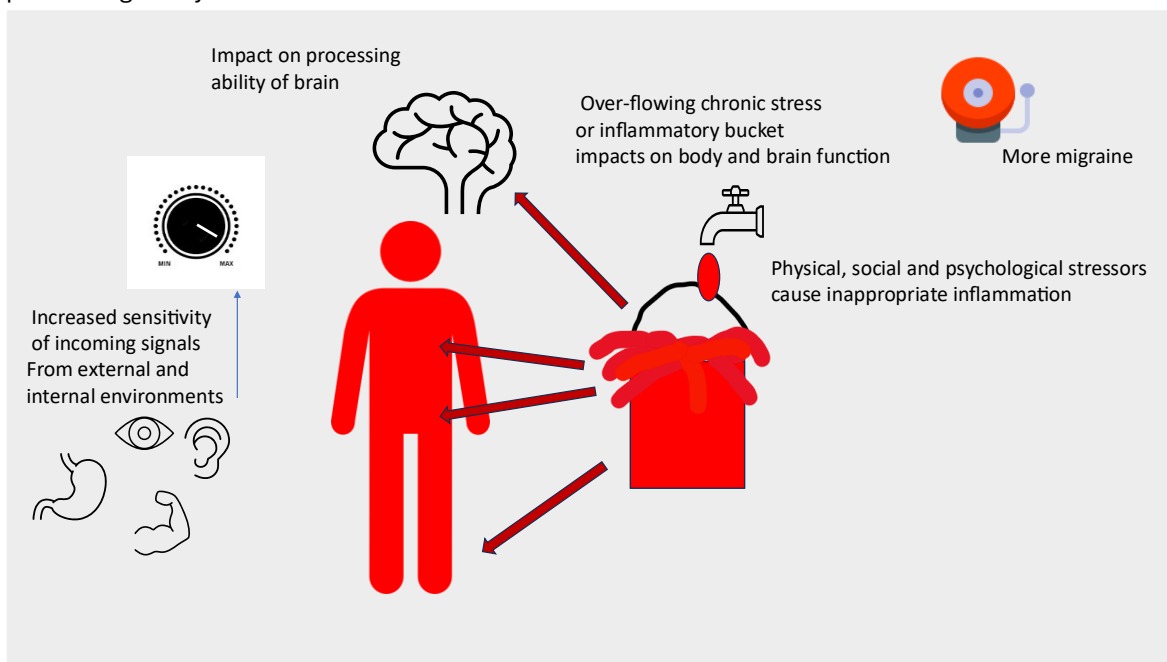 Impact on processing
ability of brain
Over-flowing chronic stress
or inflammatory bucket
impacts on body and brain function
More migraine
MIN
MAX
Physical, social and psychological stressors
cause inappropriate inflammation
Increased sensitivity
of incoming signals
From external and
internal environments